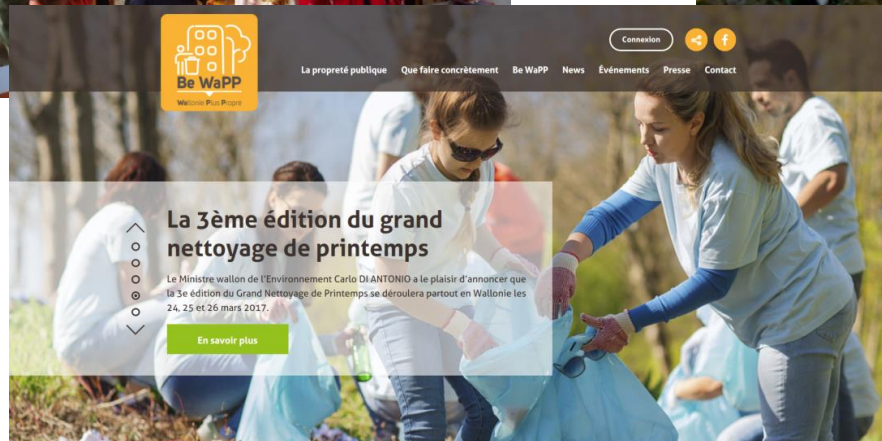 Connexion
Be WaPP
Wallonie Plus Propre
La propreté publique Que faire concrètement Be WaPP News Événements Presse Contact
La 3ème édition du grand
nettoyage de printemps
Le Ministre wallon de l'Environnement Carlo DI ANTONIO a le plaisir d'annoncer que
la 3e édition du Grand Nettoyage de Printemps se déroulera partout en Wallonie les
24, 25 et 26 mars 2017.
En savoir plus